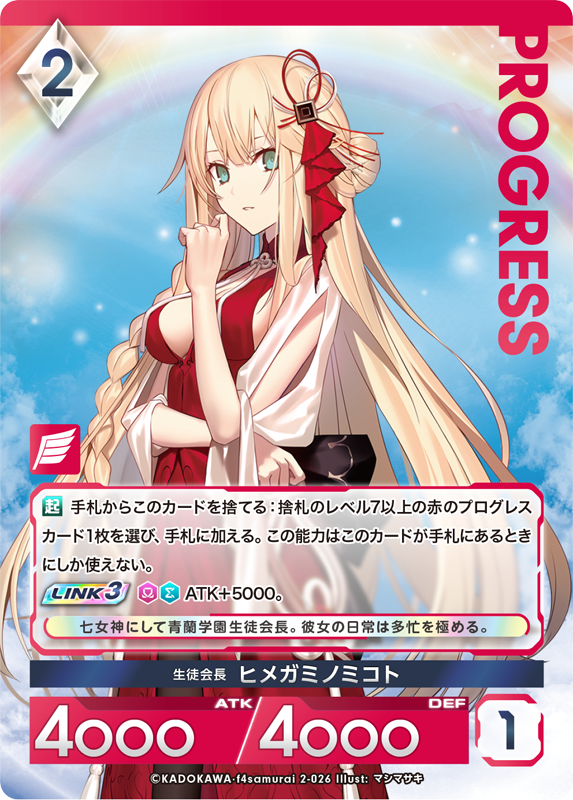 2
PROGRESS
起 手札からこのカードを捨てる：捨札のレベル7以上の赤のプログレス
カード1枚を選び、手札に加える。この能力はこのカードが手札にあるとき
にしか使えない。
LINK 3 Ω Σ ATK+5000。
七女神にして青蘭学園生徒会長。彼女の日常は多忙を極める。
生徒会長 ヒメガミノミコト
ATK DEF
4000 / 4000 1
©KADOKAWA-f4samurai 2-026 Illust: マシマサキ